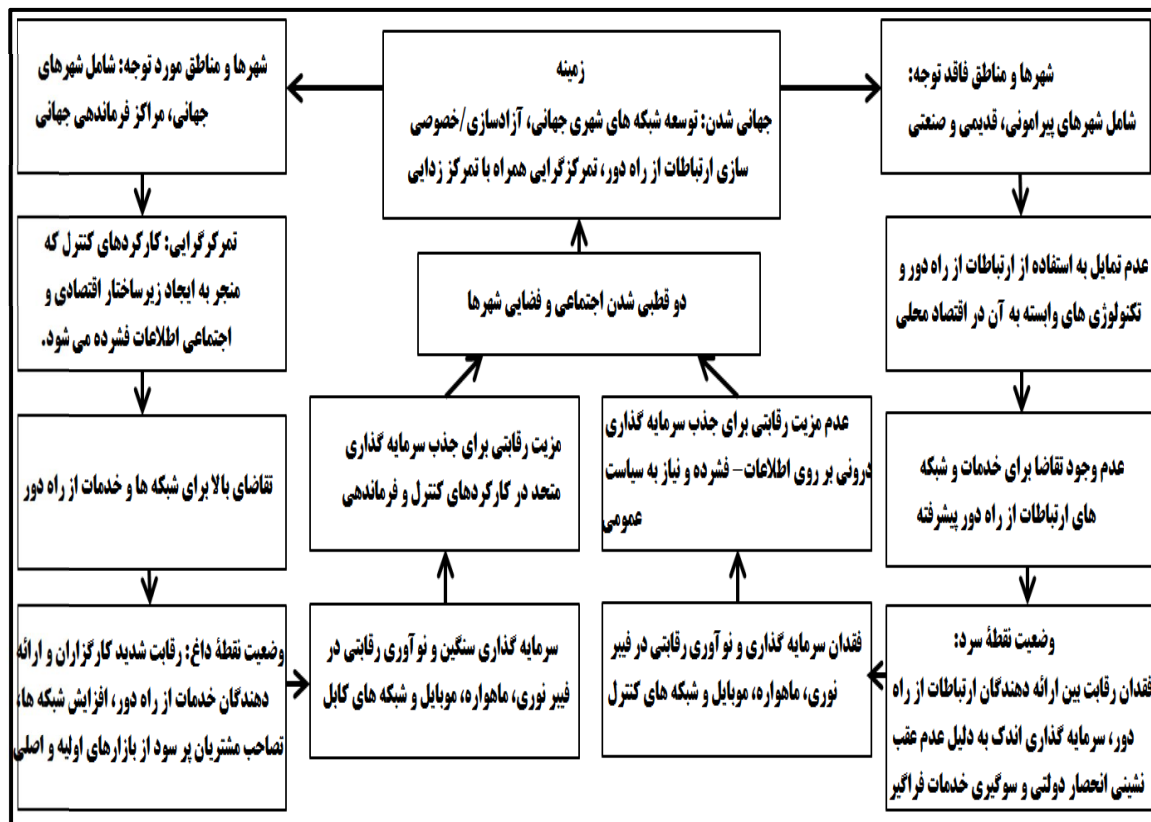 زمینه
جهانی شدن: توسعه شبکه های شهری جهانی، آزادسازی/خصوصی
سازی ارتباطات از راه دور، تمرکزگرایی همراه با تمرکز زدایی
شهرها و مناطق فاقد توجه:
شامل شهرهای پیرامونی، قدیمی و صنعتی
عدم تمایل به استفاده از ارتباطات از راه دور و
تکنولوژی های وابسته به آن در اقتصاد محلی
عدم وجود تقاضا برای خدمات و شبکه
های ارتباطات از راه دور پیشرفته
وضعیت نقطۀ سرد:
فقدان رقابت بین ارائه دهندگان ارتباطات از راه
دور، سرمایه گذاری اندک به دلیل عدم عقب
نشینی انحصار دولتی و سوگیری خدمات فراگیر
فقدان سرمایه گذاری و نوآوری رقابتی در فیبر
نوری، ماهواره، موبایل و شبکه های کنترل
عدم مزیت رقابتی برای جذب سرمایه گذاری
درونی بر روی اطلاعات– فشرده و نیاز به سیاست
عمومی
شهرها و مناطق مورد توجه: شامل شهرهای
جهانی، مراکز فرماندهی جهانی
تمرکرگرایی: کارکردهای کنترل که
منجر به ایجاد زیرساختار اقتصادی و
اجتماعی اطلاعات فشرده می شود.
تقاضای بالا برای شبکه ها و خدمات از راه دور
وضعیت نقطۀ داغ: رقابت شدید کارگزاران و ارائه
دهندگان خدمات از راه دور، افزایش شبکه ها،
تصاحب مشتریان پر سود از بازارهای اولیه و اصلی
سرمایه گذاری سنگین و نوآوری رقابتی در
فیبر نوری، ماهواره، موبایل و شبکه های کابل
مزیت رقابتی برای جذب سرمایه گذاری
متحد در کارکردهای کنترل و فرماندهی
دو قطبی شدن اجتماعی و فضایی شهرها